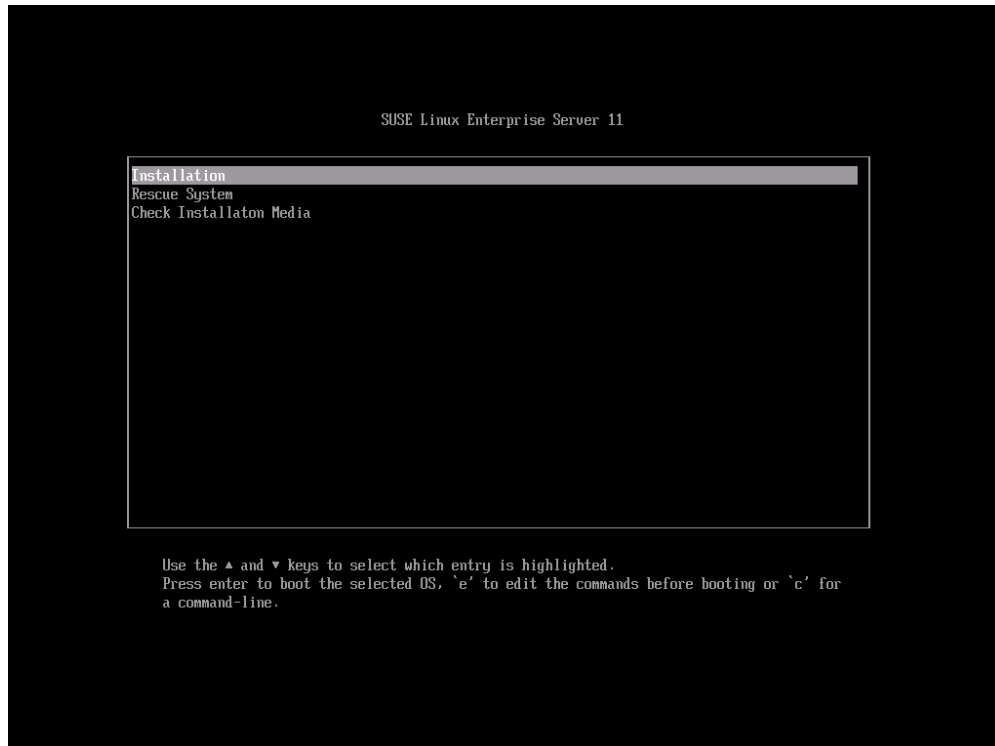 SUSE Linux Enterprise Server 11
Installation
Rescue System
Check Installaton Media
Use the ▲ and ▼ keys to select which entry is highlighted.
Press enter to boot the selected OS, `e' to edit the commands before booting or `c' for
a command-line.